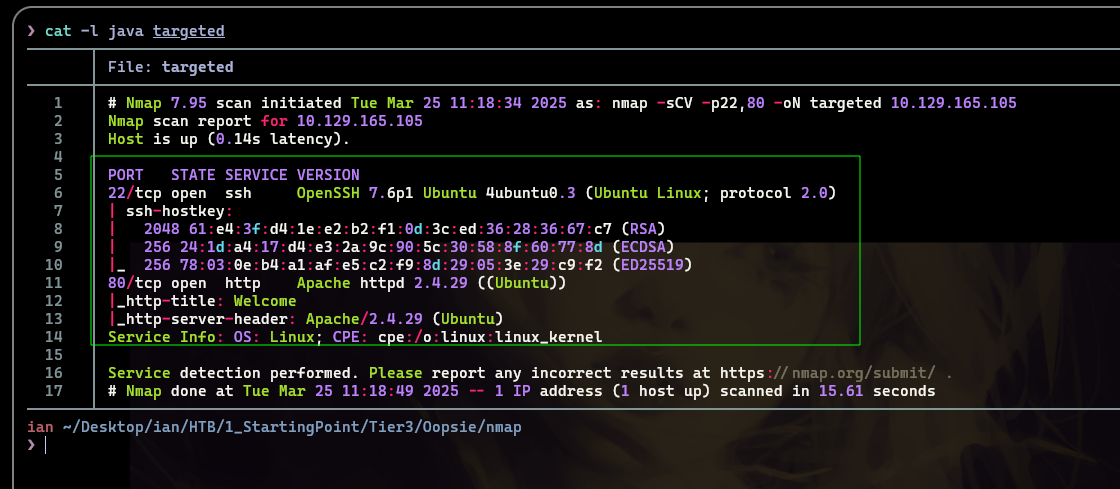 ❯ cat -l java targeted
File: targeted
1 # Nmap 7.95 scan initiated Tue Mar 25 11:18:34 2025 as: nmap -sCV -p22,80 -oN targeted 10.129.165.105
2 Nmap scan report for 10.129.165.105
3 Host is up (0.14s latency).
4
5 PORT   STATE SERVICE VERSION
6 22/tcp open  ssh     OpenSSH 7.6p1 Ubuntu 4ubuntu0.3 (Ubuntu Linux; protocol 2.0)
7 | ssh-hostkey:
8 |   2048 61:e4:3f:d4:1e:e2:b2:f1:0d:3c:ed:36:28:36:67:c7 (RSA)
9 |   256 24:1d:a4:17:d4:e3:2a:9c:90:5c:30:58:8f:60:77:8d (ECDSA)
10 |_  256 78:03:0e:b4:a1:af:e5:c2:f9:8d:29:05:3e:29:c9:f2 (ED25519)
11 80/tcp open  http    Apache httpd 2.4.29 ((Ubuntu))
12 |_http-title: Welcome
13 |_http-server-header: Apache/2.4.29 (Ubuntu)
14 Service Info: OS: Linux; CPE: cpe:/o:linux:linux_kernel
15
16 Service detection performed. Please report any incorrect results at https://nmap.org/submit/ .
17 # Nmap done at Tue Mar 25 11:18:49 2025 -- 1 IP address (1 host up) scanned in 15.61 seconds
ian ~/Desktop/ian/HTB/1_StartingPoint/Tier3/Oopsie/nmap
❯